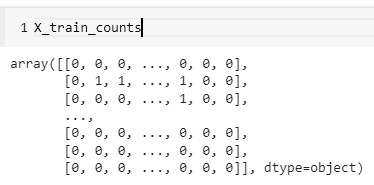 1 X_train_counts
array([[0, 0, 0, ..., 0, 0, 0],
[0, 1, 1, ..., 1, 0, 0],
[0, 0, 0, ..., 1, 0, 0],
...,
[0, 0, 0, ..., 0, 0, 0],
[0, 0, 0, ..., 0, 0, 0],
[0, 0, 0, ..., 0, 0, 0]], dtype=object)